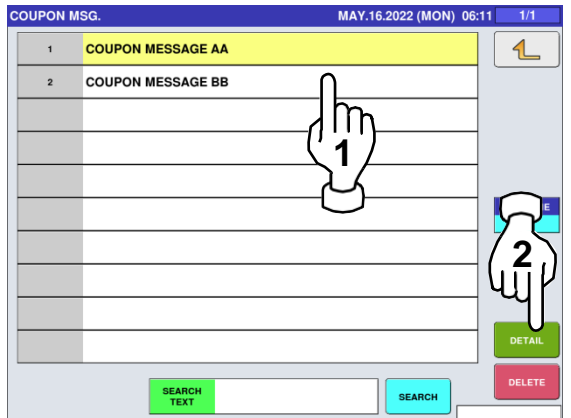 COUPON MSG. MAY.16.2022 (MON) 06:11 1/1
1 COUPON MESSAGE AA
2 COUPON MESSAGE BB
1
2
DETAIL
DELETE
SEARCH
TEXT
SEARCH